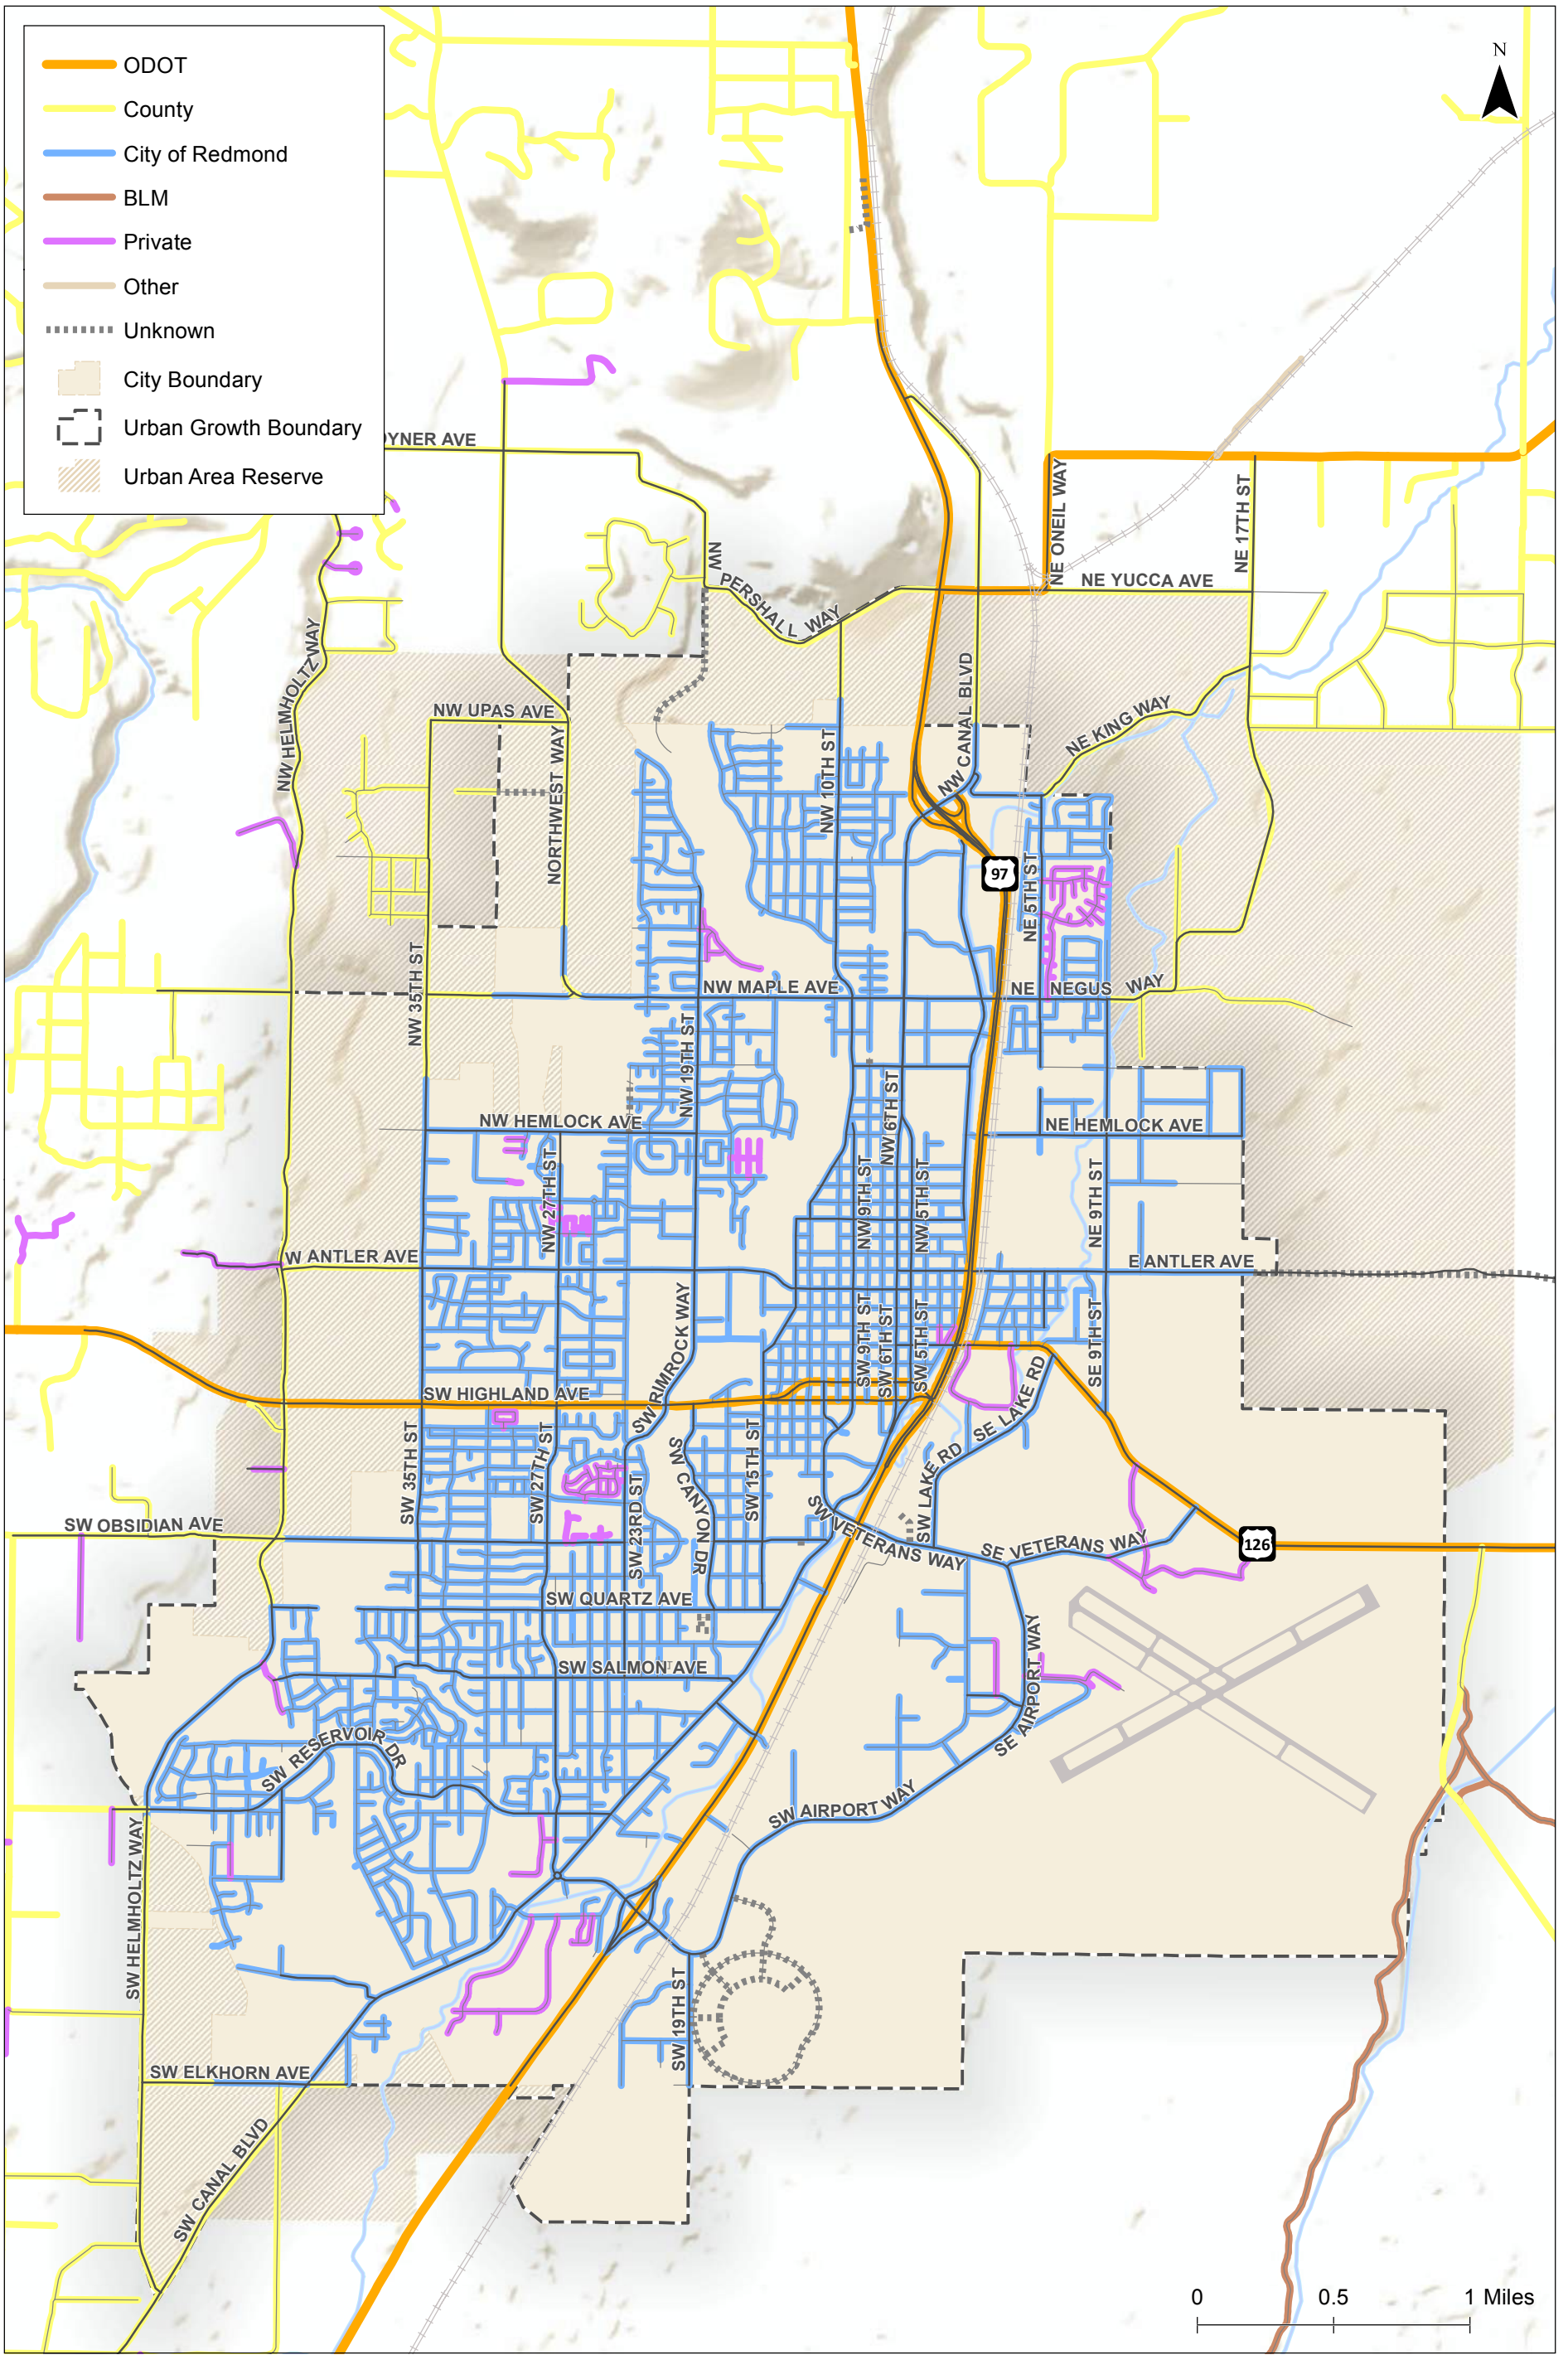 N
ODOT
County
City of Redmond
BLM
Private
Other
Unknown
City Boundary
Urban Growth Boundary
Urban Area Reserve
YNER AVE
NE ONEIL WAY
NE 17TH ST
NW PERSHALL WAY
NE YUCCA AVE
NW HELMHOLTZ WAY
NW UPAS AVE
NORTHWEST WAY
NW 10TH ST
NW CANAL BLVD
NE KING WAY
97
NE 5TH ST
NW 35TH ST
NW MAPLE AVE
NE NEGUS WAY
NW 19TH ST
NW HEMLOCK AVE
NW 6TH ST
NE HEMLOCK AVE
NW 27TH ST
NW 9TH ST
NW 5TH ST
NE 9TH ST
W ANTLER AVE
E ANTLER AVE
SW RIMROCK WAY
SW 9TH ST
SW 6TH ST
SW 5TH ST
SE 9TH ST
SW HIGHLAND AVE
SE LAKE RD
SW 35TH ST
SW 27TH ST
SW 23RD ST
SW CANYON DR
SW 15TH ST
SW LAKE RD
SW OBSIDIAN AVE
SW VETERANS WAY
SE VETERANS WAY
126
SW QUARTZ AVE
SW SALMON AVE
SE AIRPORT WAY
SE AIRPORT WAY
SW RESERVOIR DR
SW AIRPORT WAY
SW HELMHOLTZ WAY
SW 19TH ST
SW ELKHORN AVE
SW CANAL BLVD
0 0.5 1 Miles